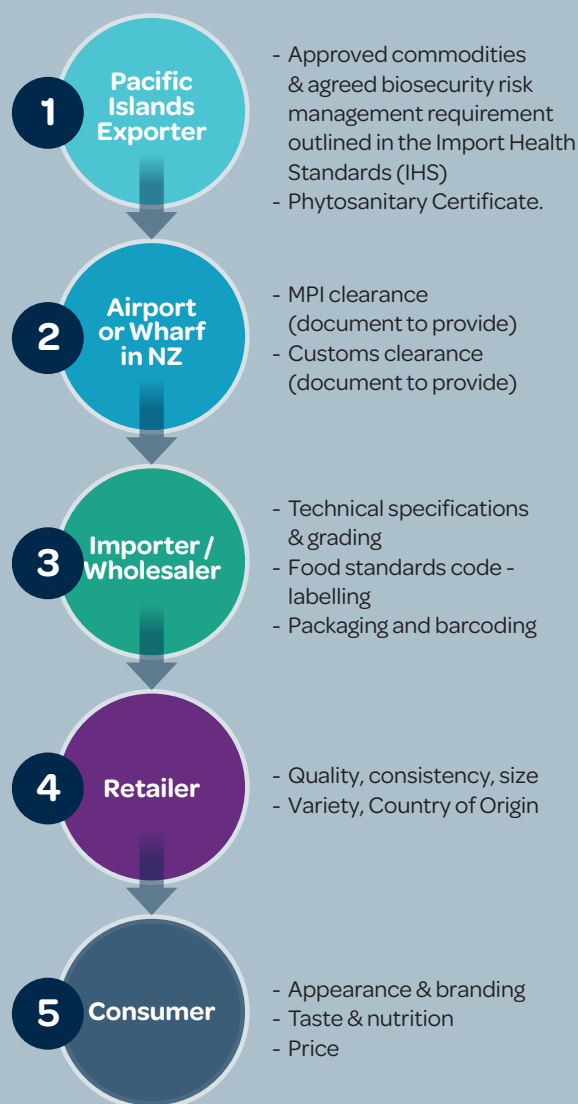 1
Pacific
Islands
Exporter
- Approved commodities
& agreed biosecurity risk
management requirement
outlined in the Import Health
Standards (IHS)
- Phytosanitary Certificate.
2
Airport
or Wharf
in NZ
- MPI clearance
(document to provide)
- Customs clearance
(document to provide)
3
Importer /
Wholesaler
- Technical specifications
& grading
- Food standards code -
labelling
- Packaging and barcoding
4
Retailer
- Quality, consistency, size
- Variety, Country of Origin
5
Consumer
- Appearance & branding
- Taste & nutrition
- Price